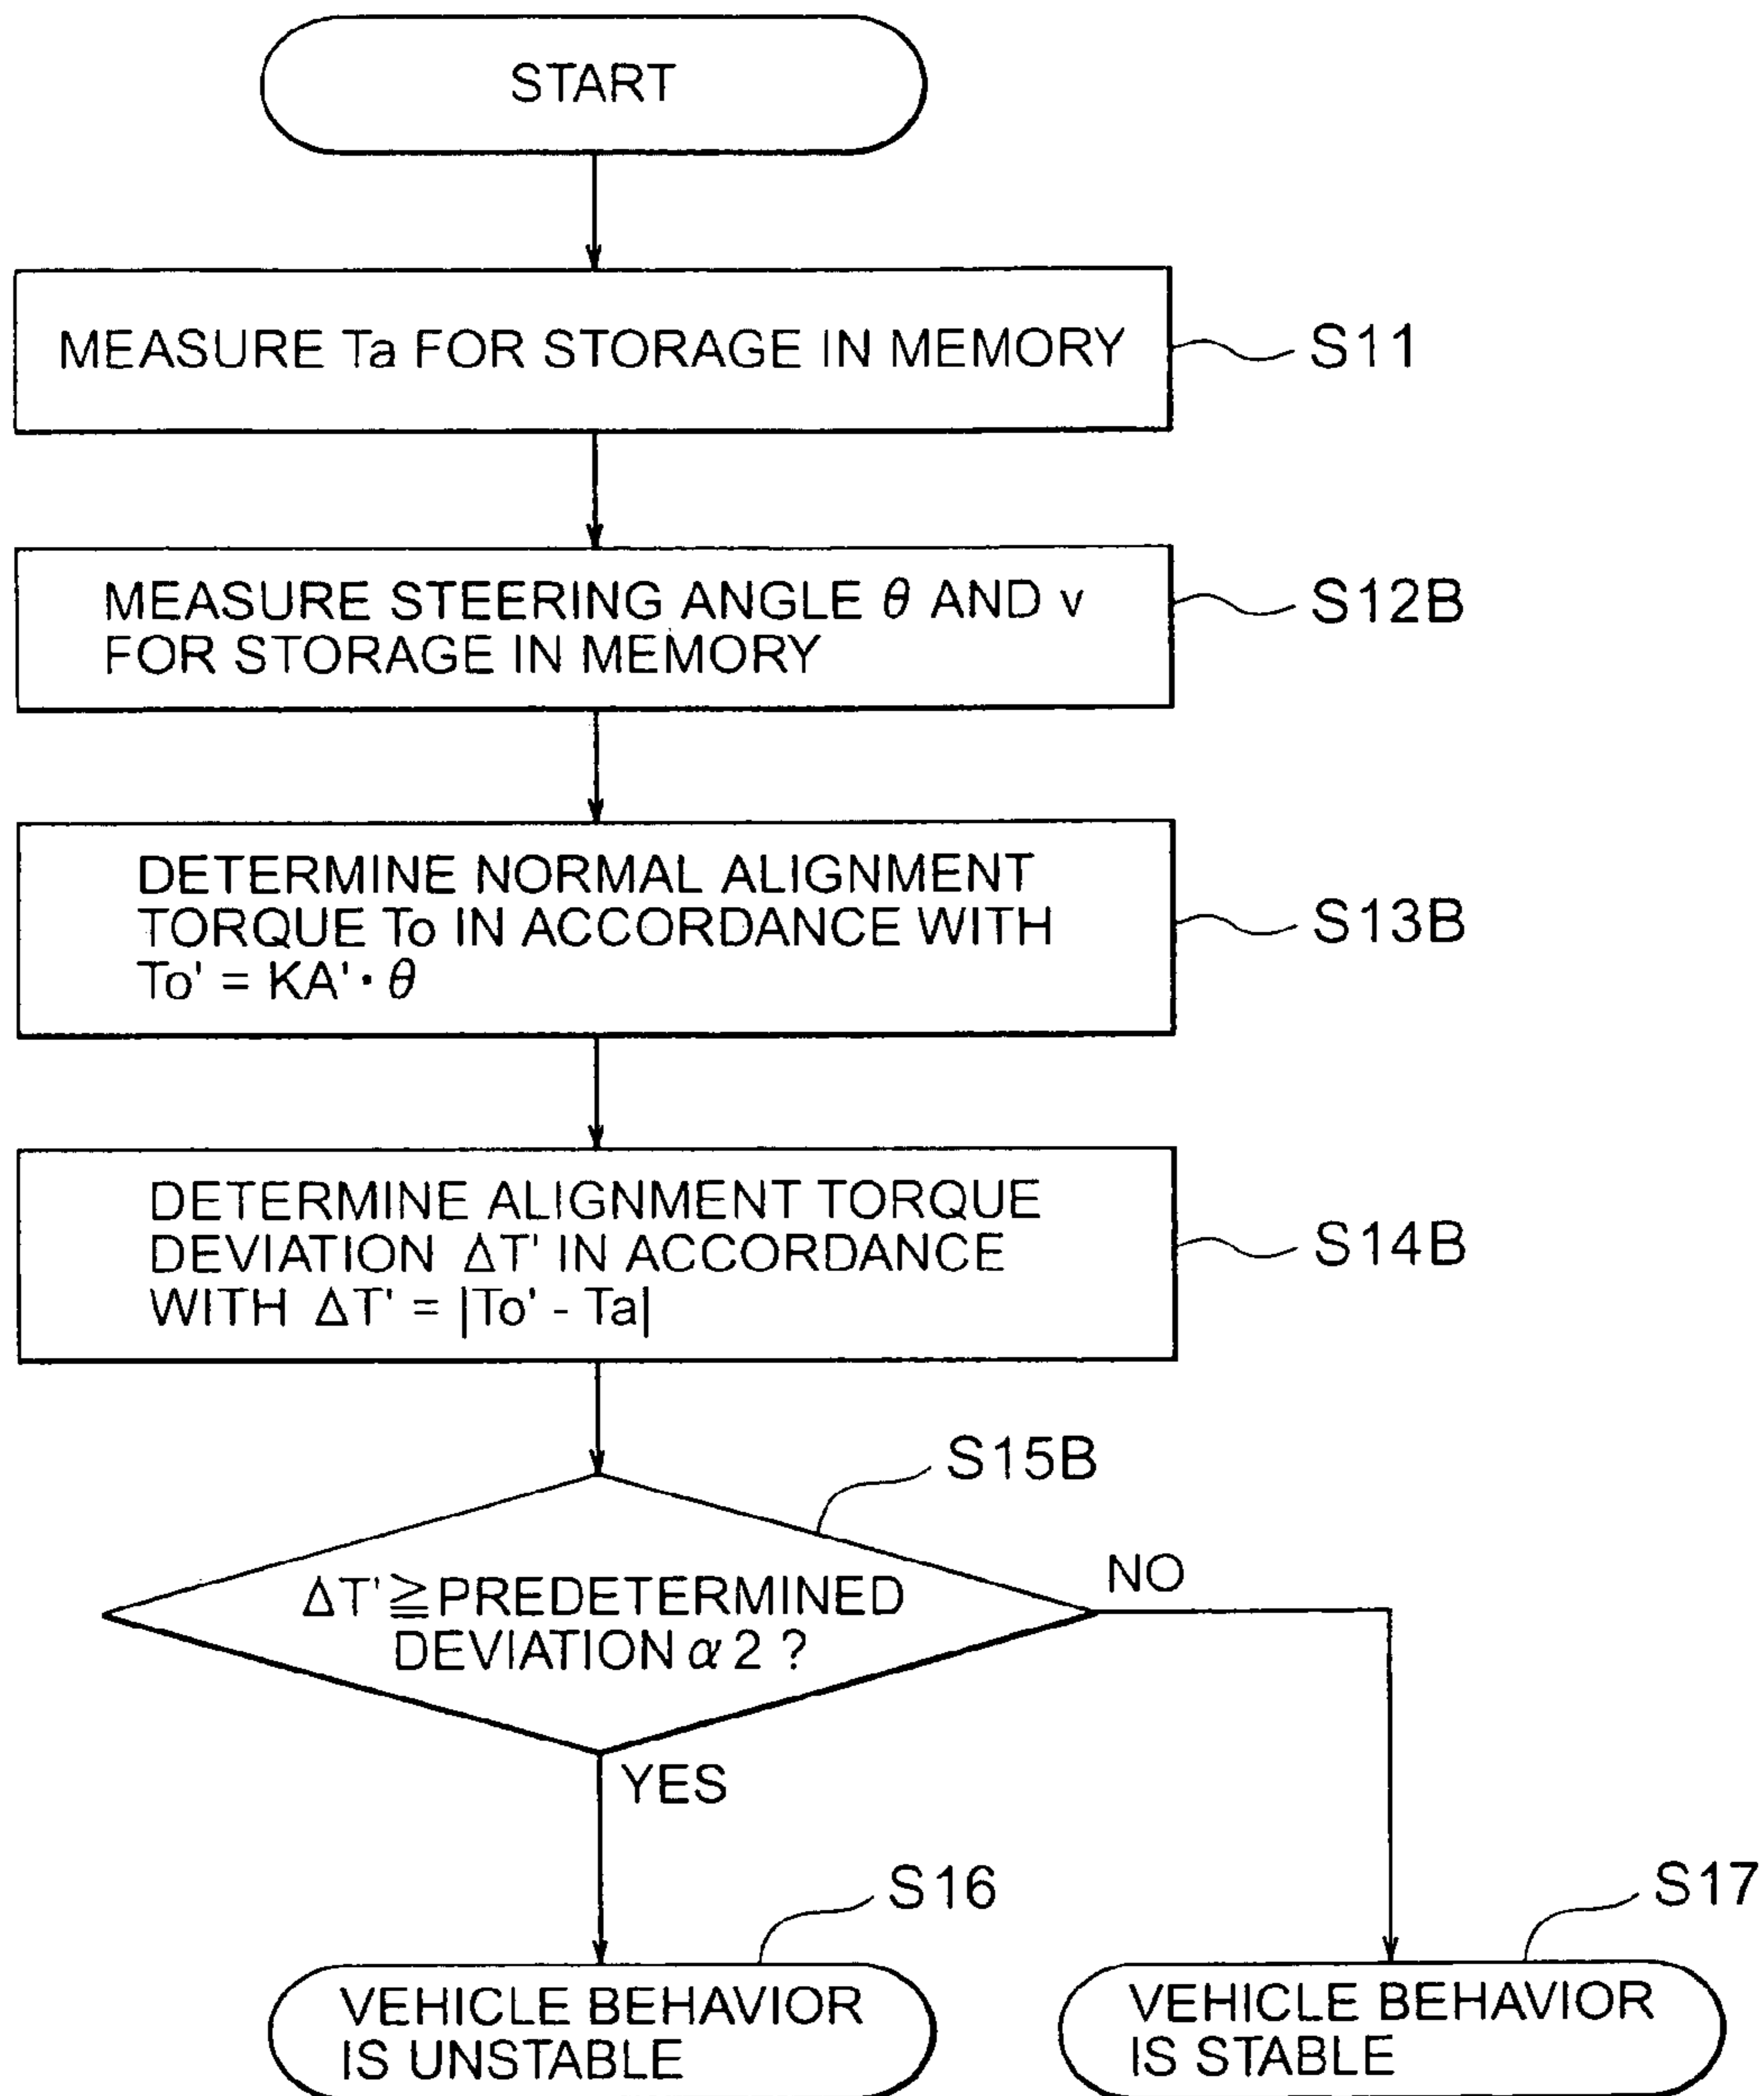 START
MEASURE Ta FOR STORAGE IN MEMORY
S11
MEASURE STEERING ANGLE θ AND v
FOR STORAGE IN MEMORY
S12B
DETERMINE NORMAL ALIGNMENT
TORQUE To IN ACCORDANCE WITH
To' = KA'· θ
S13B
DETERMINE ALIGNMENT TORQUE
DEVIATION ΔT' IN ACCORDANCE
WITH ΔT' = |To' - Ta|
S14B
S15B
ΔT' ≧ PREDETERMINED
DEVIATION α 2 ?
NO
YES
S16
S17
VEHICLE BEHAVIOR
IS UNSTABLE
VEHICLE BEHAVIOR
IS STABLE